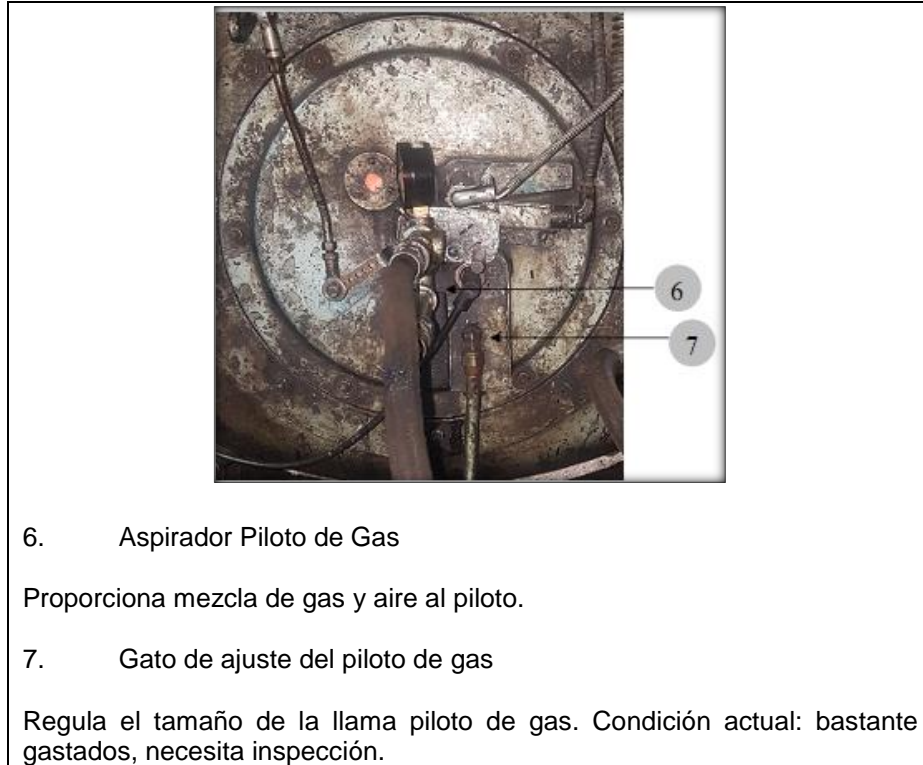 6
7
6. Aspirador Piloto de Gas
Proporciona mezcla de gas y aire al piloto.
7. Gato de ajuste del piloto de gas
Regula el tamaño de la llama piloto de gas. Condición actual: bastante
gastados, necesita inspección.